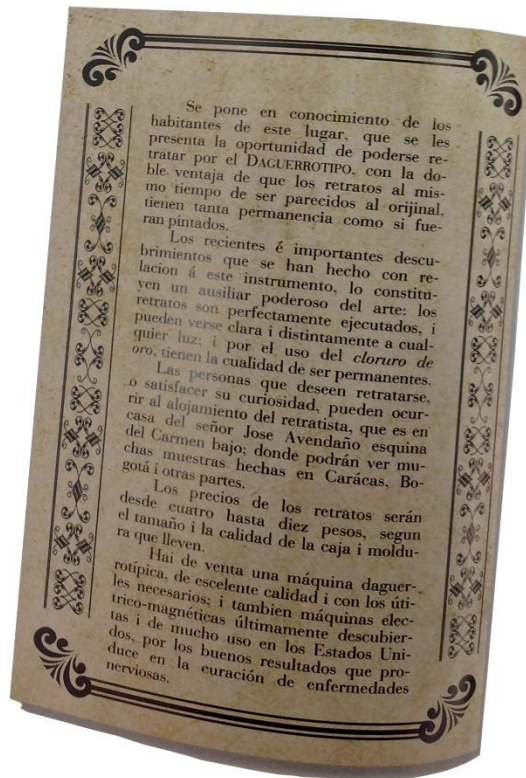 Se pone en conocimiento de los
habitantes de este lugar, que se les
presenta la oportunidad de poderse re-
tratar por el DAGUERROTIPO, con la do-
ble ventaja de que los retratos al mis-
mo tiempo de ser parecidos al orijinal,
tienen tanta permanencia como si fue-
ran pintados.
Los recientes é importantes descu-
brimientos que se han hecho con re-
lacion á este instrumento, lo constitu-
yen un ausiliar poderoso del arte: los
retratos son perfectamente ejecutados, i
pueden verse clara i distintamente a cual-
quier luz; i por el uso del cloruro de
oro, tienen la cualidad de ser permanentes.
Las personas que deseen retratarse,
o satisfacer su curiosidad, pueden ocur-
rir al alojamiento del retratista, que es en
casa del señor Jose Avendaño esquina
del Carmen bajo; donde podrán ver mu-
chas muestras hechas en Carácas, Bo-
gotá i otras partes.
Los precios de los retratos serán
desde cuatro hasta diez pesos, segun
el tamaño i la calidad de la caja i moldu-
ra que lleven.
Hai de venta una máquina daguer-
rotípica, de escelente calidad i con los úti-
les necesarios; i tambien máquinas elec-
trico-magnéticas últimamente descubier-
tas i de mucho uso en los Estados Uni-
dos, por los buenos resultados que pro-
duce en la curación de enfermedades
nerviosas.